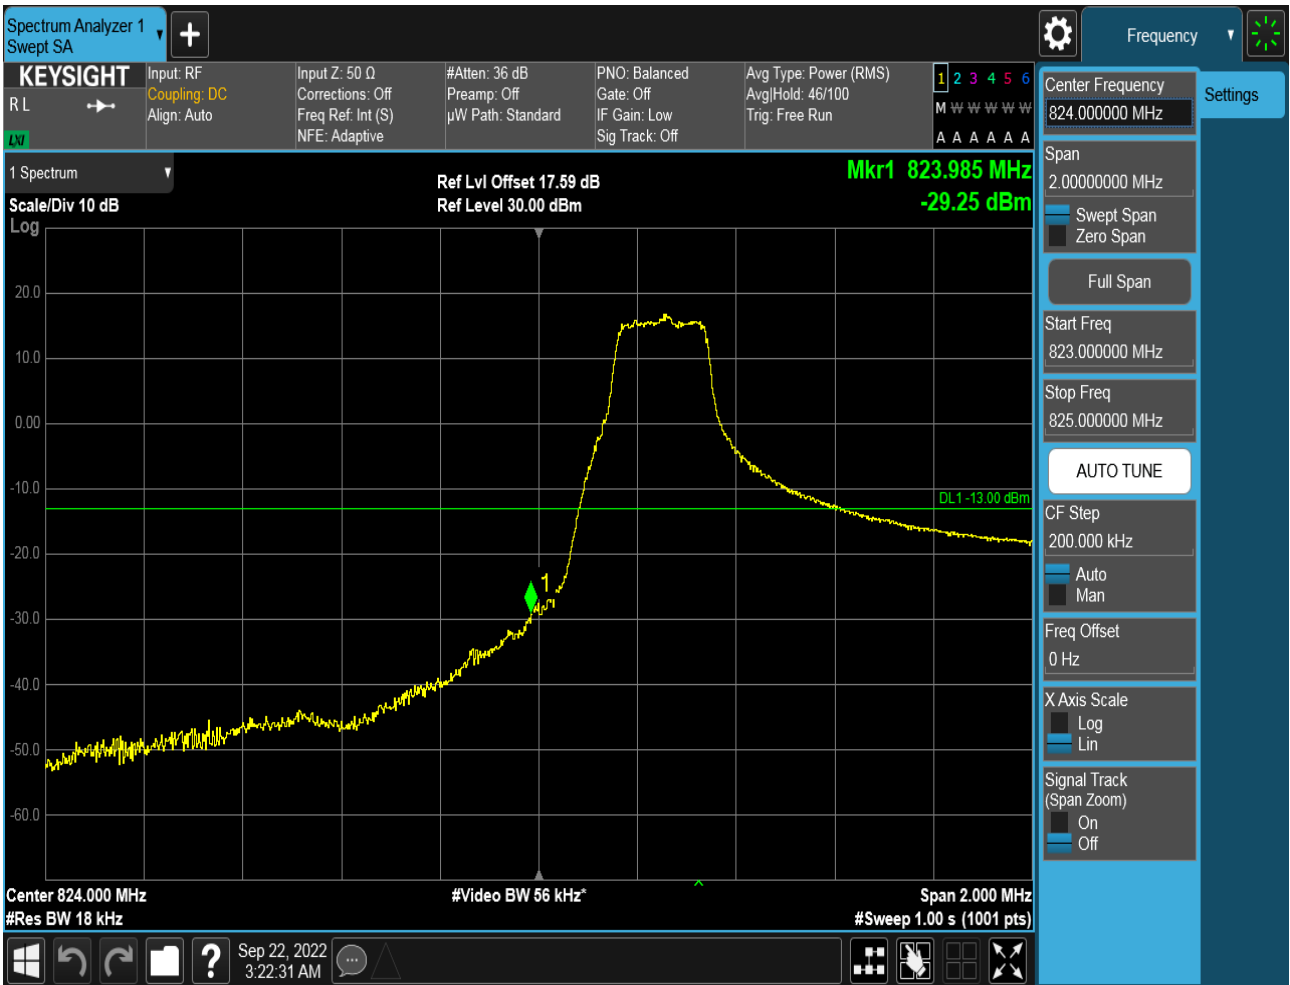 Spectrum Analyzer 1
Swept SA
Frequency
KEYSIGHT
R L
LXI
Input: RF
Coupling: DC
Align: Auto
Input Z: 50 Ω
Corrections: Off
Freq Ref: Int (S)
NFE: Adaptive
#Atten: 36 dB
Preamp: Off
µW Path: Standard
PNO: Balanced
Gate: Off
IF Gain: Low
Sig Track: Off
Avg Type: Power (RMS)
Avg|Hold: 46/100
Trig: Free Run
1 2 3 4 5 6
M W W W W W
A A A A A A
1 Spectrum
Scale/Div 10 dB
Log
Ref Lvl Offset 17.59 dB
Ref Level 30.00 dBm
Mkr1 823.985 MHz
-29.25 dBm
20.0
10.0
0.00
-10.0
-20.0
-30.0
-40.0
-50.0
-60.0
DL1 -13.00 dBm
1
Center 824.000 MHz
#Res BW 18 kHz
#Video BW 56 kHz*
Span 2.000 MHz
#Sweep 1.00 s (1001 pts)
Center Frequency
824.000000 MHz
Settings
Span
2.00000000 MHz
Swept Span
Zero Span
Full Span
Start Freq
823.000000 MHz
Stop Freq
825.000000 MHz
AUTO TUNE
CF Step
200.000 kHz
Auto
Man
Freq Offset
0 Hz
X Axis Scale
Log
Lin
Signal Track
(Span Zoom)
On
Off
?
Sep 22, 2022
3:22:31 AM